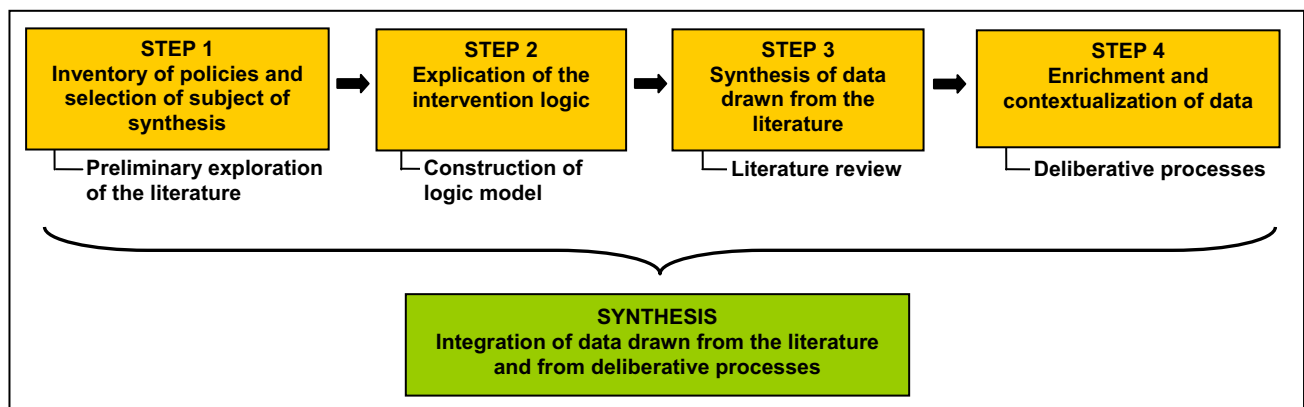 STEP 1
Inventory of policies and
selection of subject of
synthesis
Preliminary exploration
of the literature
STEP 2
Explication of the
intervention logic
Construction of
logic model
STEP 3
Synthesis of data
drawn from the
literature
Literature review
STEP 4
Enrichment and
contextualization of data
Deliberative processes
SYNTHESIS
Integration of data drawn from the literature
and from deliberative processes